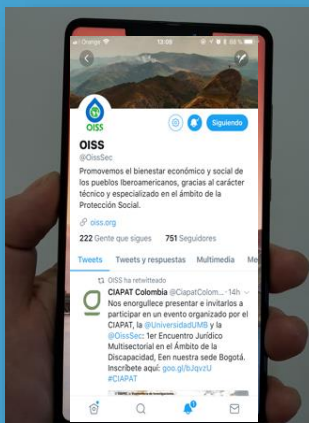 Orange
13:09
69 %
OISS
Siguiendo
OISS
@OissSec
Promovemos el bienestar económico y social de
los pueblos Iberoamericanos, gracias al carácter
técnico y especializado en el ámbito de la
Protección Social.
oiss.org
222 Gente que sigues 751 Seguidores
Tweets Tweets y respuestas Multimedia Me
OISS ha retwitteado
CIAPAT Colombia @CiapatColom... · 14h
Nos enorgullece presentar e invitarlos a
participar en un evento organizado por el
CIAPAT, la @UniversidadUMB y la
@OissSec: 1er Encuentro Jurídico
Multisectorial en el Ámbito de la
Discapacidad, Een nuestra sede Bogotá.
Inscríbete aquí: goo.gl/bJqvzU
#CIAPAT